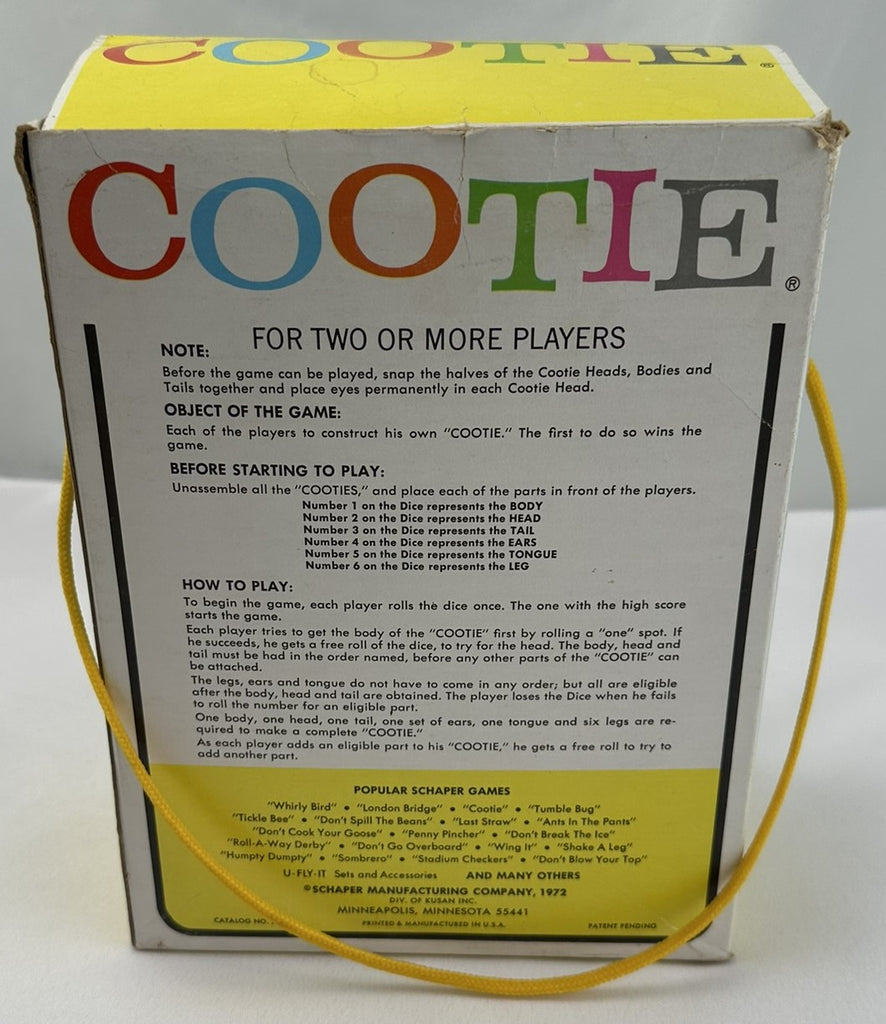 COOTIE ®
COOTIE ®
FOR TWO OR MORE PLAYERS
NOTE:
Before the game can be played, snap the halves of the Cootie Heads, Bodies and
Tails together and place eyes permanently in each Cootie Head.
OBJECT OF THE GAME:
Each of the players to construct his own "COOTIE." The first to do so wins the
game.
BEFORE STARTING TO PLAY:
Unassemble all the "COOTIES," and place each of the parts in front of the players.
Number 1 on the Dice represents the BODY
Number 2 on the Dice represents the HEAD
Number 3 on the Dice represents the TAIL
Number 4 on the Dice represents the EARS
Number 5 on the Dice represents the TONGUE
Number 6 on the Dice represents the LEG
HOW TO PLAY:
To begin the game, each player rolls the dice once. The one with the high score
starts the game.
Each player tries to get the body of the "COOTIE" first by rolling a "one" spot. If
he succeeds, he gets a free roll of the dice, to try for the head. The body, head and
tail must be had in the order named, before any other parts of the "COOTIE" can
be attached.
The legs, ears and tongue do not have to come in any order; but all are eligible
after the body, head and tail are obtained. The player loses the Dice when he fails
to roll the number for an eligible part.
One body, one head, one tail, one set of ears, one tongue and six legs are re-
quired to make a complete "COOTIE."
As each player adds an eligible part to his "COOTIE," he gets a free roll to try to
add another part.
POPULAR SCHAPER GAMES
"Whirly Bird" • "London Bridge" • "Cootie" • "Tumble Bug"
"Tickle Bee" • "Don't Spill The Beans" • "Last Straw" • "Ants In The Pants"
"Don't Cook Your Goose" • "Penny Pincher" • "Don't Break The Ice"
"Roll-A-Way Derby" • "Don't Go Overboard" • "Wing It" • "Shake A Leg"
"Humpty Dumpty" • "Sombrero" • "Stadium Checkers" • "Don't Blow Your Top"
U-FLY-IT Sets and Accessories AND MANY OTHERS
©SCHAPER MANUFACTURING COMPANY, 1972
DIV. OF KUSAN INC.
MINNEAPOLIS, MINNESOTA 55441
CATALOG NO. PRINTED & MANUFACTURED IN U.S.A. PATENT PENDING